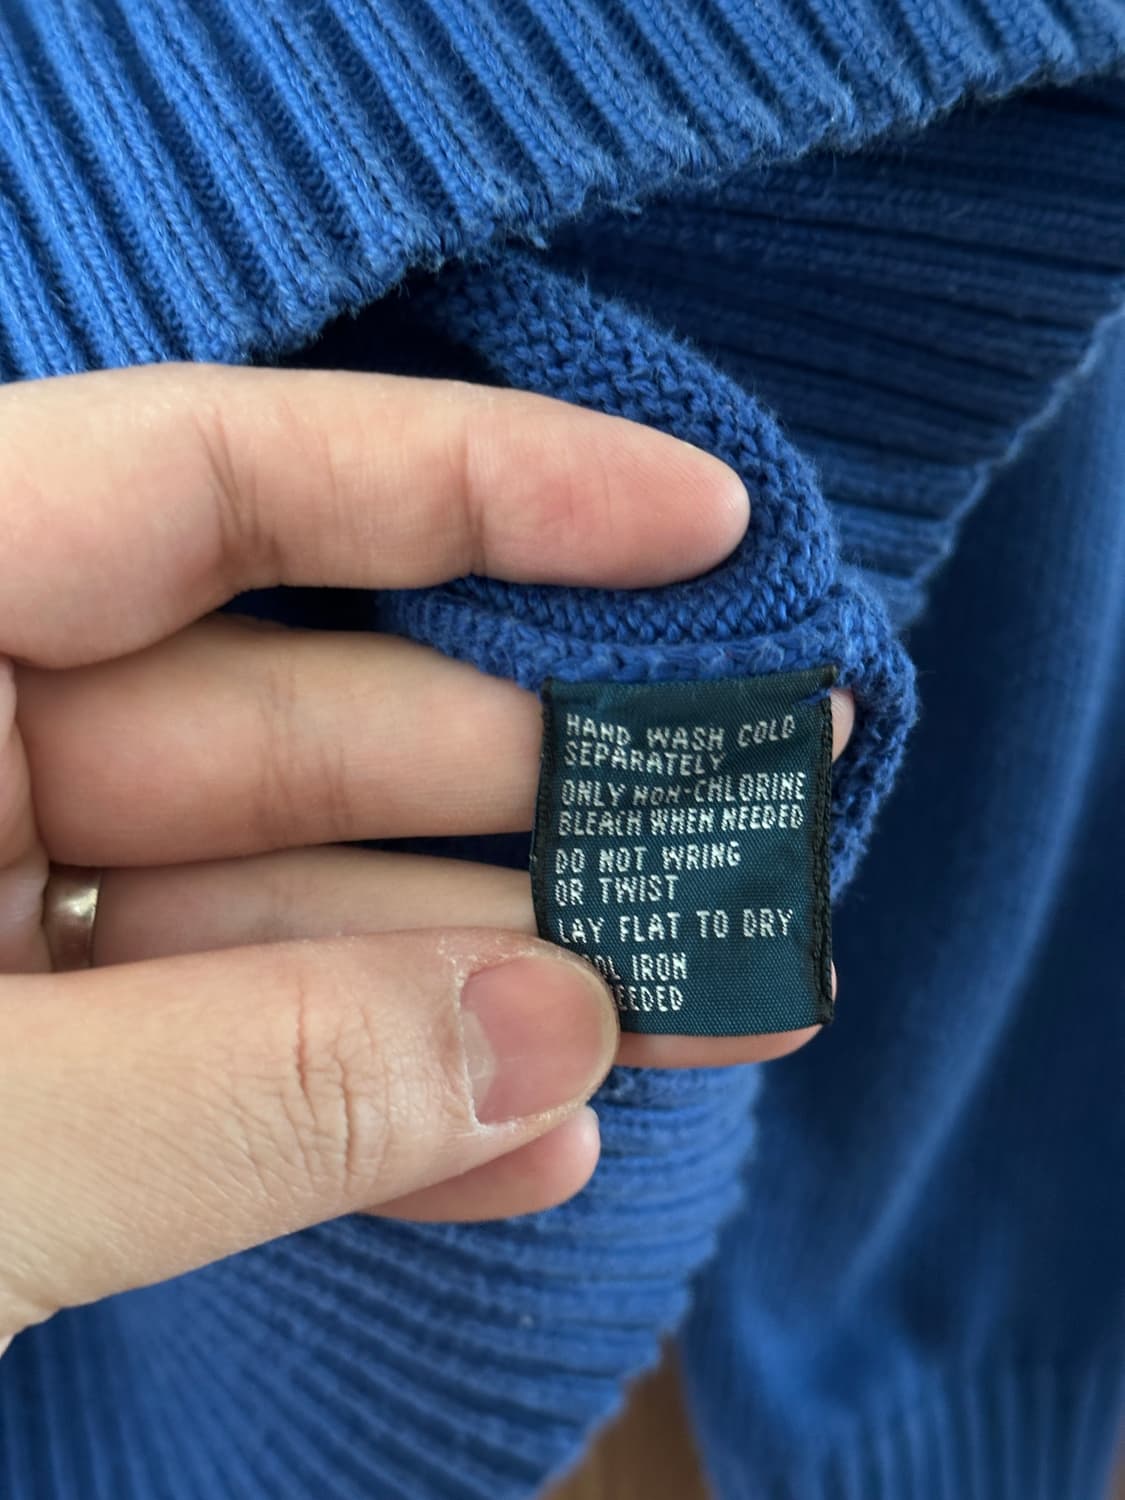 HAND WASH COLD
SEPARATELY
ONLY NON-CHLORINE
BLEACH WHEN NEEDED
DO NOT WRING
OR TWIST
LAY FLAT TO DRY
IRON